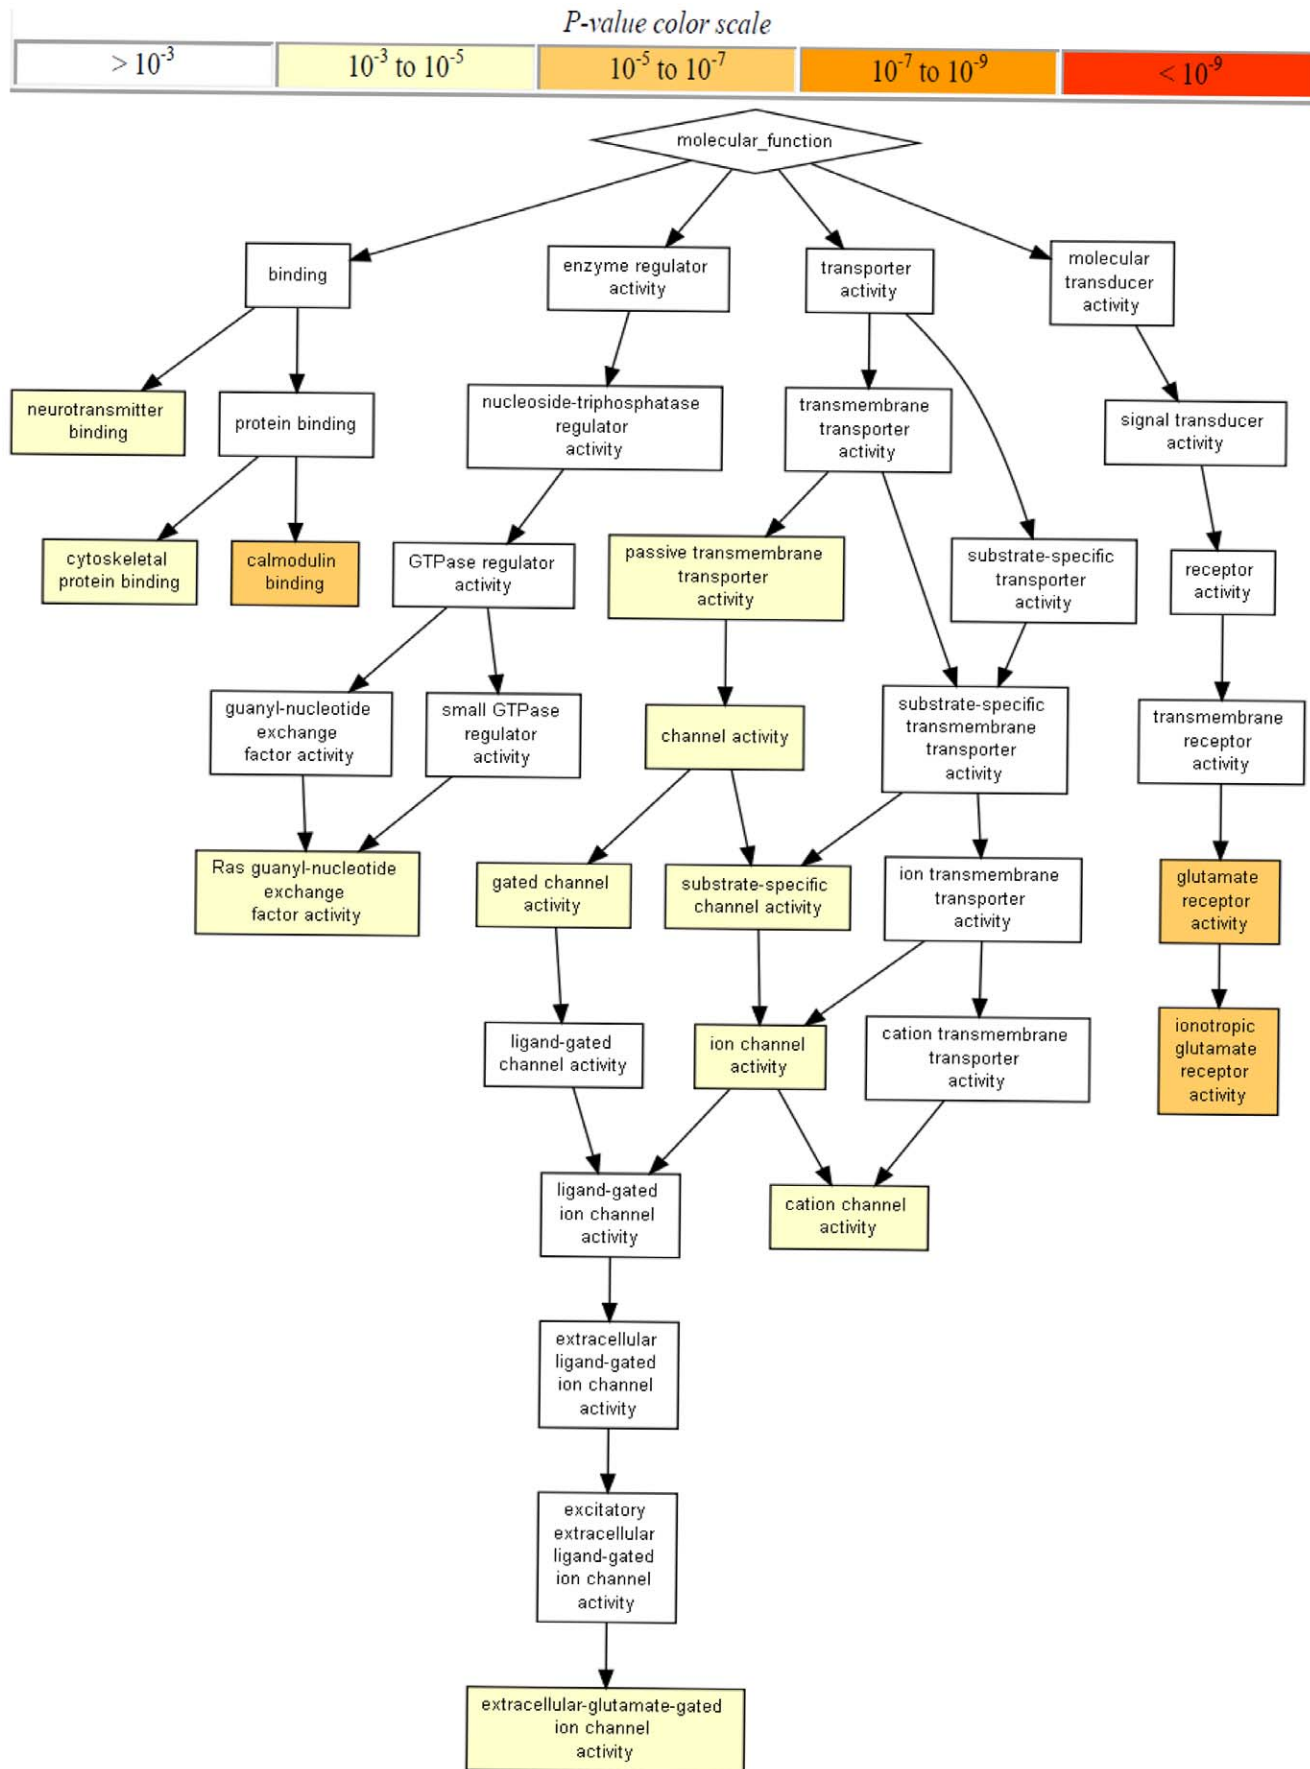 P-value color scale
> 10⁻³
10⁻³ to 10⁻⁵
10⁻⁵ to 10⁻⁷
10⁻⁷ to 10⁻⁹
< 10⁻⁹
molecular_function
binding
enzyme regulator
activity
transporter
activity
molecular
transducer
activity
neurotransmitter
binding
protein binding
nucleoside-triphosphatase
regulator
activity
transmembrane
transporter
activity
signal transducer
activity
cytoskeletal
protein binding
calmodulin
binding
GTPase regulator
activity
passive transmembrane
transporter
activity
substrate-specific
transporter
activity
receptor
activity
guanyl-nucleotide
exchange
factor activity
small GTPase
regulator
activity
channel activity
substrate-specific
transmembrane
transporter
activity
transmembrane
receptor
activity
Ras guanyl-nucleotide
exchange
factor activity
gated channel
activity
substrate-specific
channel activity
ion transmembrane
transporter
activity
glutamate
receptor
activity
ligand-gated
channel activity
ion channel
activity
cation transmembrane
transporter
activity
ionotropic
glutamate
receptor
activity
ligand-gated
ion channel
activity
cation channel
activity
extracellular
ligand-gated
ion channel
activity
excitatory
extracellular
ligand-gated
ion channel
activity
extracellular-glutamate-gated
ion channel
activity